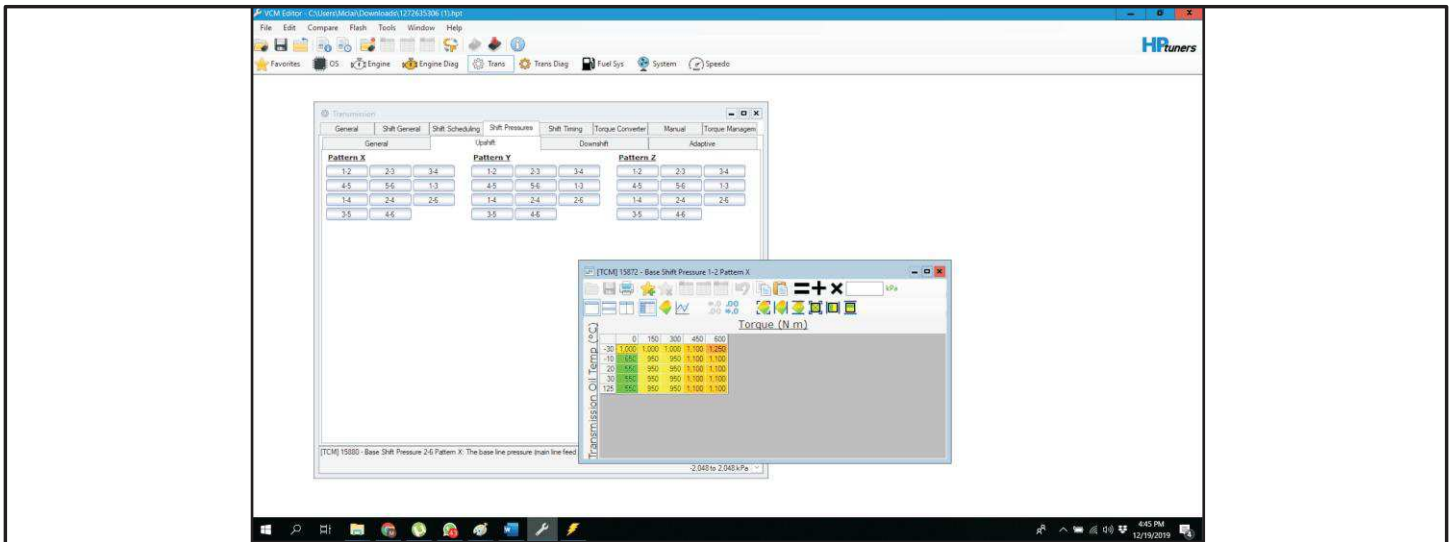 VCM Editor - C:\Users\Mclai\Downloads\1272635306 (1).hpt
File Edit Compare Flash Tools Window Help
HPtuners
Favorites OS Engine Engine Diag Trans Trans Diag Fuel Sys System Speedo
Transmission
General Shift General Shift Scheduling Shift Pressures Shift Timing Torque Converter Manual Torque Managem
General Upshift Downshift Adaptive
Pattern X Pattern Y Pattern Z
1-2 2-3 3-4 1-2 2-3 3-4 1-2 2-3 3-4
4-5 5-6 1-3 4-5 5-6 1-3 4-5 5-6 1-3
1-4 2-4 2-6 1-4 2-4 2-6 1-4 2-4 2-6
3-5 4-6 3-5 4-6 3-5 4-6
[TCM] 15872 - Base Shift Pressure 1-2 Pattern X
kPa
Torque (N m)
Transmission Oil Temp (°C)
0 150 300 450 600
-30 1,000 1,000 1,000 1,100 1,250
-10 650 950 950 1,100 1,100
20 550 950 950 1,100 1,100
30 550 950 950 1,100 1,100
125 550 950 950 1,100 1,100
[TCM] 15880 - Base Shift Pressure 2-6 Pattern X: The base line pressure (main line feed
-2,048 to 2,048 kPa
4:45 PM
12/19/2019